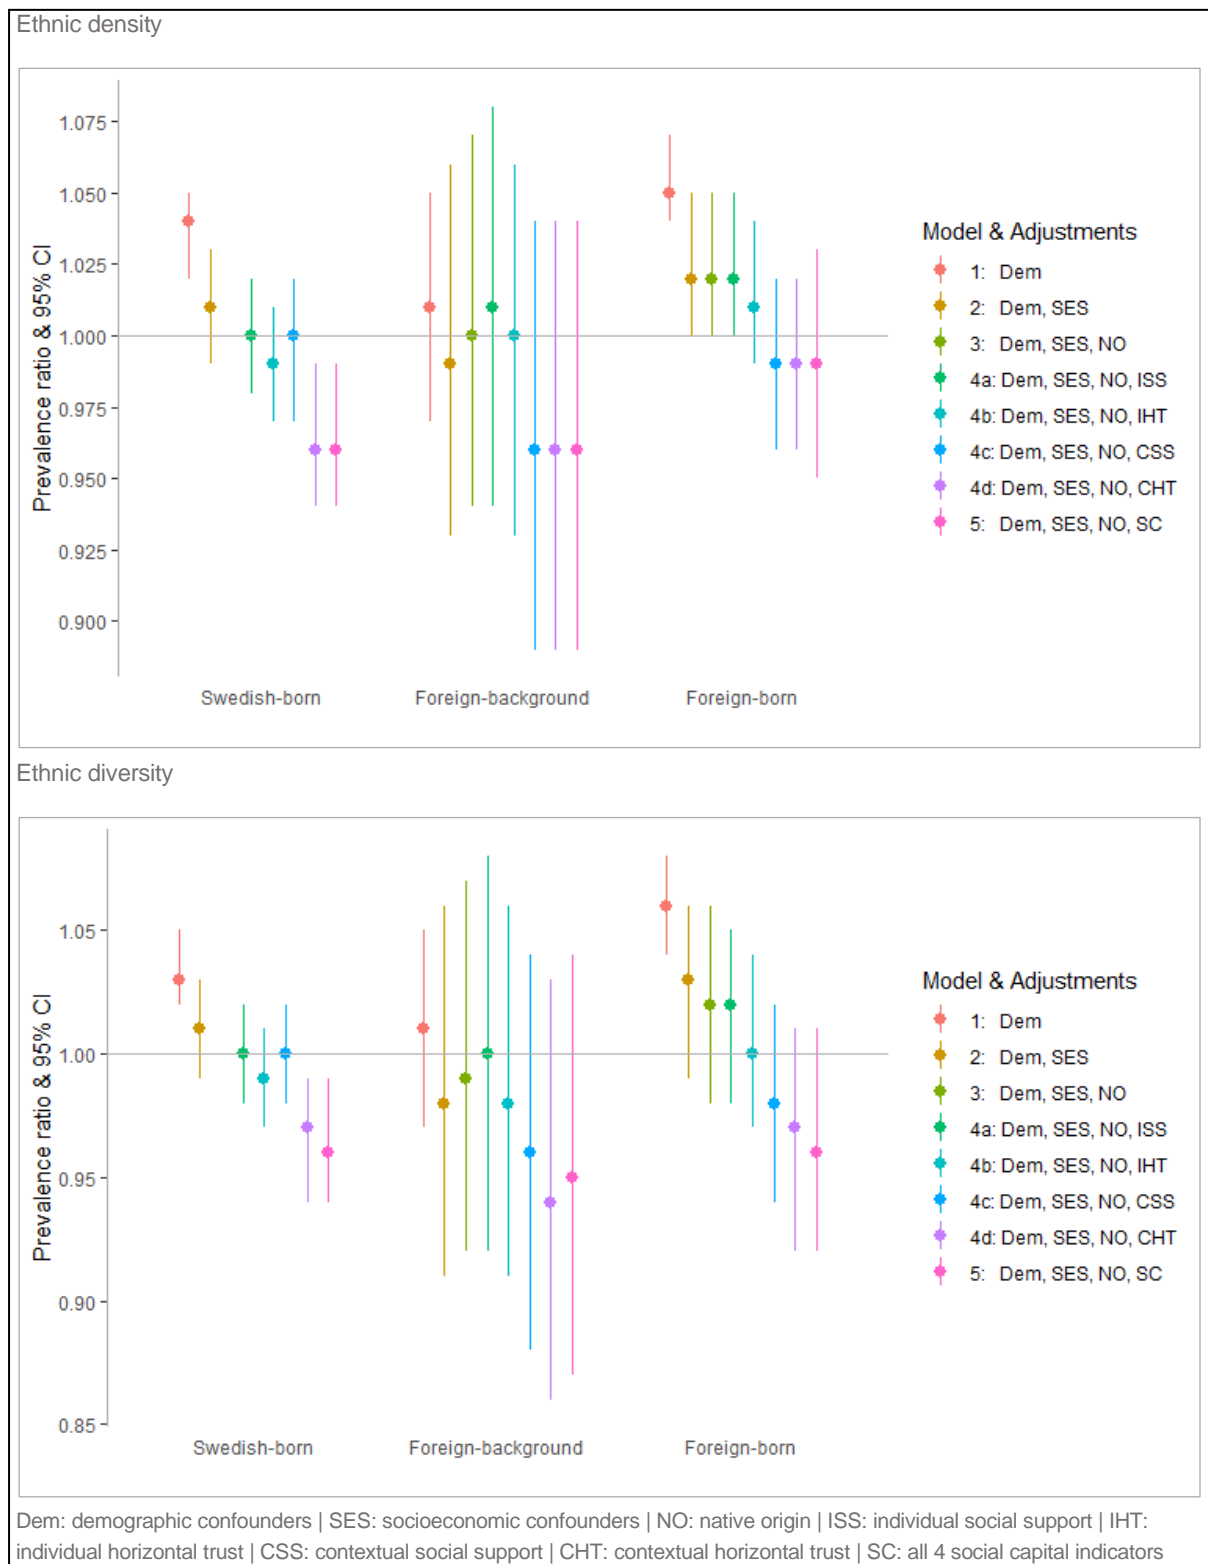 Ethnic density
1.075
1.050
1.025
1.000
0.975
0.950
0.925
0.900
Prevalence ratio & 95% CI
Swedish-born
Foreign-background
Foreign-born
Model & Adjustments
1: Dem
2: Dem, SES
3: Dem, SES, NO
4a: Dem, SES, NO, ISS
4b: Dem, SES, NO, IHT
4c: Dem, SES, NO, CSS
4d: Dem, SES, NO, CHT
5: Dem, SES, NO, SC
Ethnic diversity
1.05
1.00
0.95
0.90
0.85
Prevalence ratio & 95% CI
Swedish-born
Foreign-background
Foreign-born
Model & Adjustments
1: Dem
2: Dem, SES
3: Dem, SES, NO
4a: Dem, SES, NO, ISS
4b: Dem, SES, NO, IHT
4c: Dem, SES, NO, CSS
4d: Dem, SES, NO, CHT
5: Dem, SES, NO, SC
Dem: demographic confounders | SES: socioeconomic confounders | NO: native origin | ISS: individual social support | IHT:
individual horizontal trust | CSS: contextual social support | CHT: contextual horizontal trust | SC: all 4 social capital indicators